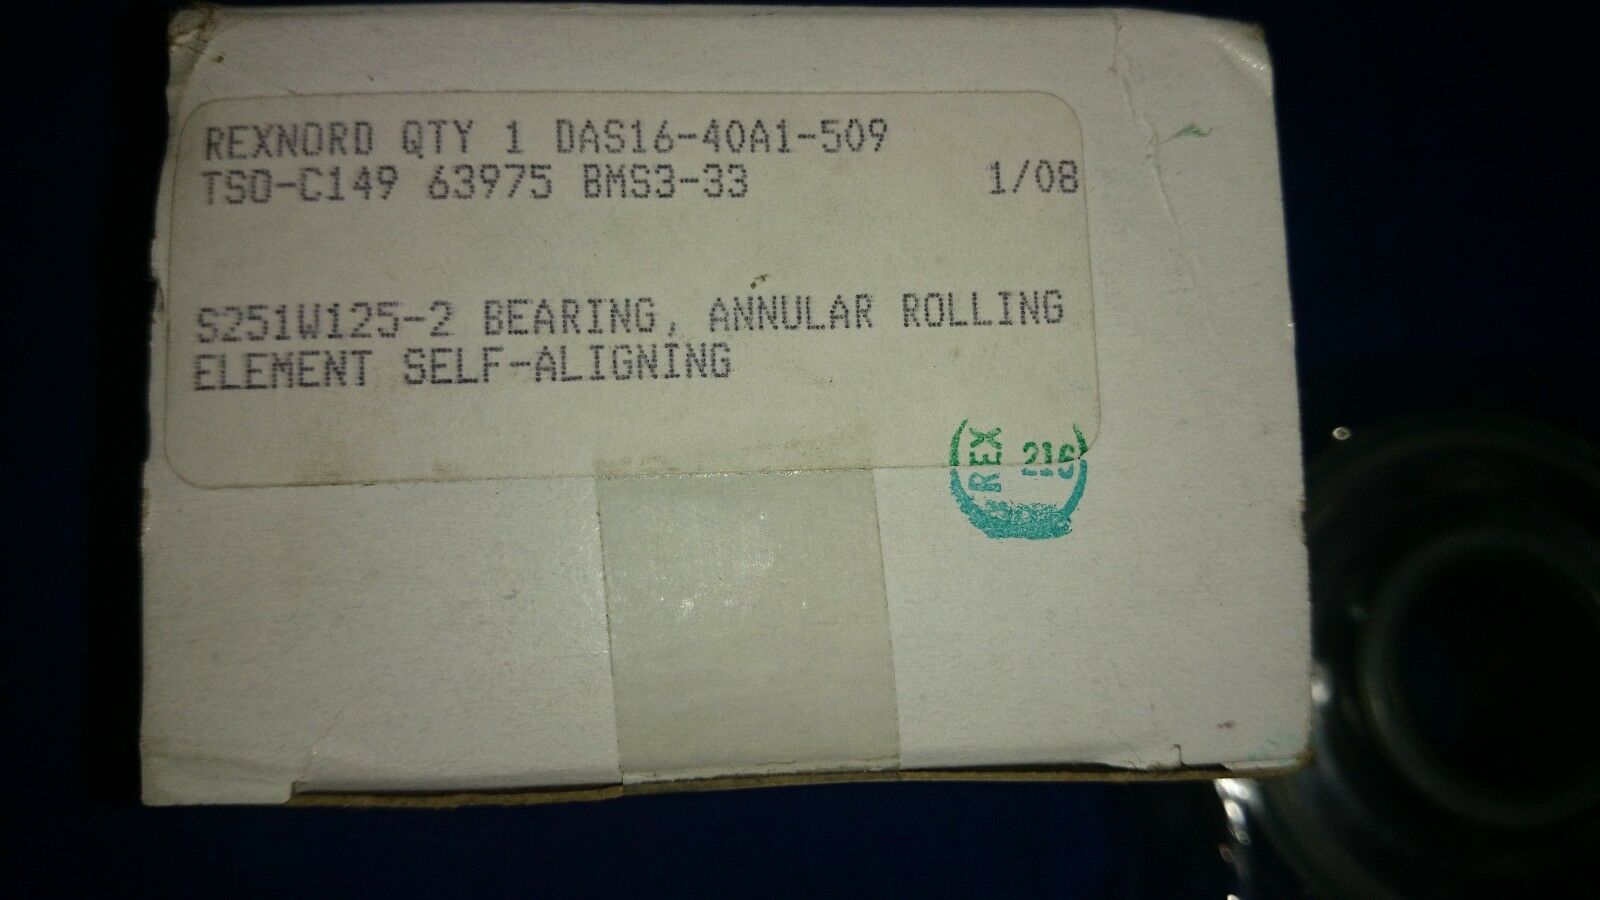 REXNORD QTY 1 DAS16-40A1-509
TSO-C149 63975 BMS3-33 1/08
S251W125-2 BEARING, ANNULAR ROLLING
ELEMENT SELF-ALIGNING
REX 216